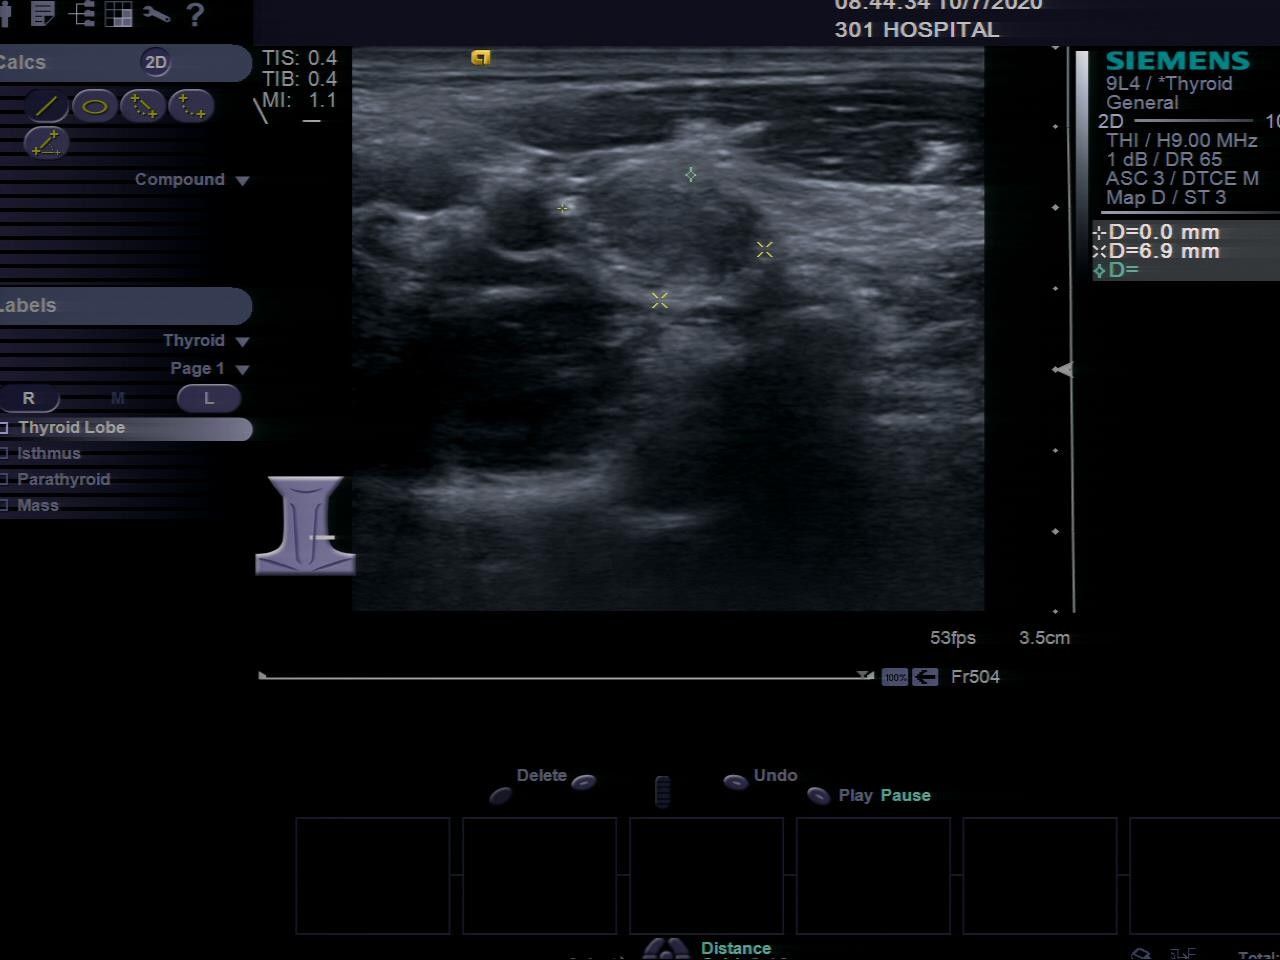 08:44:34 10/7/2020
301 HOSPITAL
Calcs 2D
TIS: 0.4
TIB: 0.4
MI: 1.1
Compound
Labels
Thyroid
Page 1
R M L
Thyroid Lobe
Isthmus
Parathyroid
Mass
SIEMENS
9L4 / *Thyroid
General
2D
THI / H9.00 MHz
1 dB / DR 65
ASC 3 / DTCE M
Map D / ST 3
D=0.0 mm
D=6.9 mm
D=
53fps 3.5cm
100% Fr504
Delete Undo
Play Pause
Distance
Total